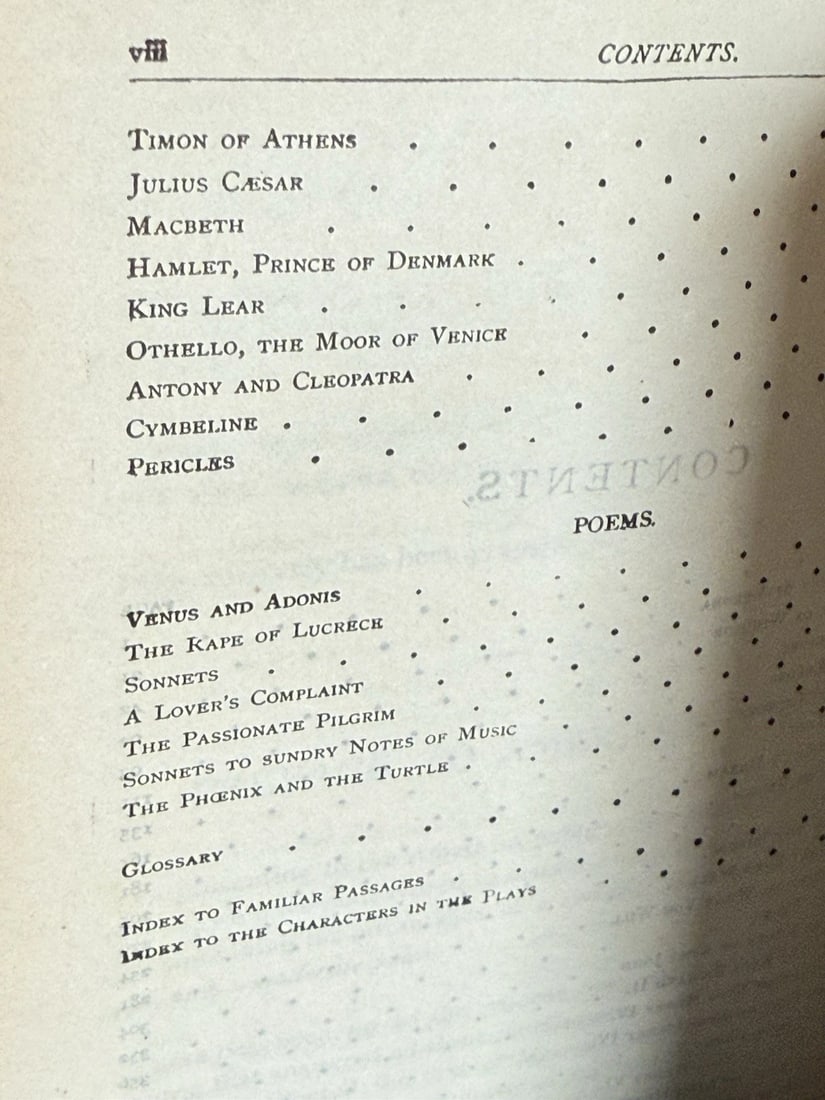 viii CONTENTS.
TIMON OF ATHENS . . . . . . .
JULIUS CÆSAR . . . . . . .
MACBETH . . . . . . . .
HAMLET, PRINCE OF DENMARK . . . . .
KING LEAR . . . . . . . .
OTHELLO, THE MOOR OF VENICE . . . .
ANTONY AND CLEOPATRA . . . . . .
CYMBELINE . . . . . . . .
PERICLES . . . . . . . .
POEMS.
VENUS AND ADONIS . . . . . . .
THE RAPE OF LUCRECE . . . . . .
SONNETS . . . . . . . . .
A LOVER'S COMPLAINT . . . . . .
THE PASSIONATE PILGRIM . . . . . .
SONNETS TO SUNDRY NOTES OF MUSIC . . . .
THE PHŒNIX AND THE TURTLE . . . . . .
GLOSSARY . . . . . . . . .
INDEX TO FAMILIAR PASSAGES . . . . . .
INDEX TO THE CHARACTERS IN THE PLAYS . . . .